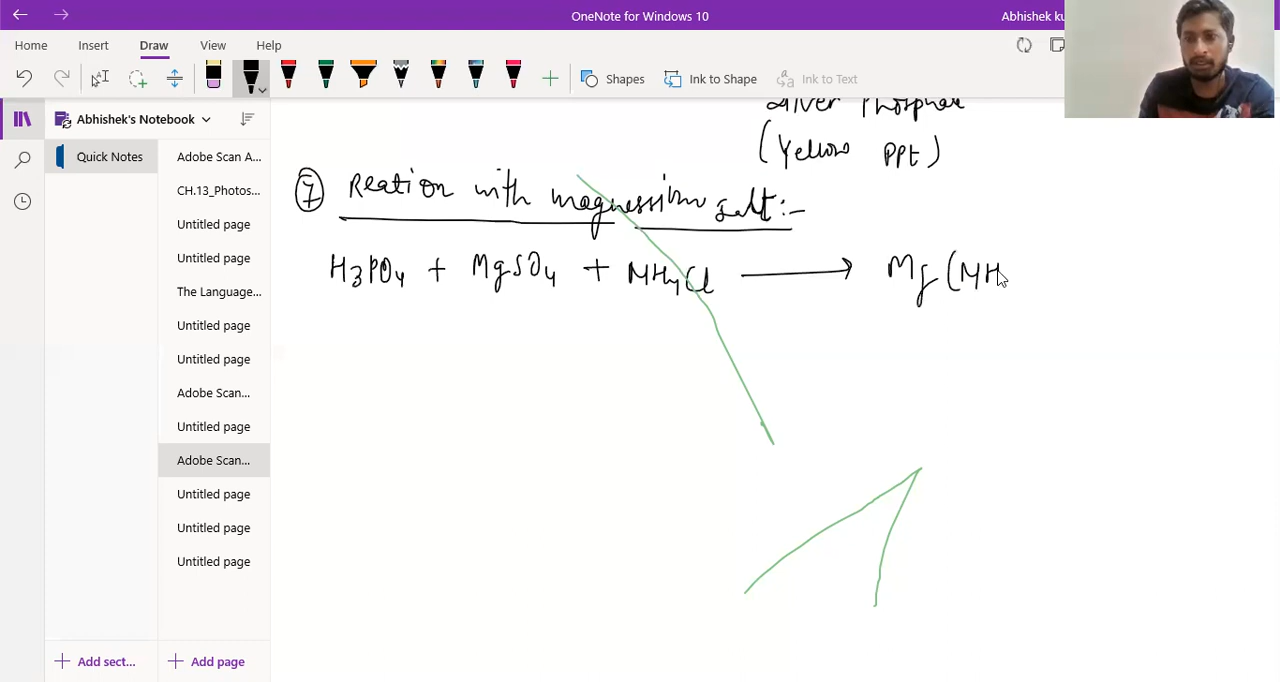 OneNote for Windows 10
Abhishek ku
Home Insert Draw View Help
Shapes Ink to Shape Ink to Text
Abhishek's Notebook
Quick Notes
Adobe Scan A...
CH.13_Photos...
Untitled page
Untitled page
The Language...
Untitled page
Untitled page
Adobe Scan...
Untitled page
Adobe Scan...
Untitled page
Untitled page
Untitled page
Add sect... Add page
(Yellow PPt)
7 Reation with magnessium salt:-
H3PO4 + MgSO4 + NH4Cl → Mg(NH